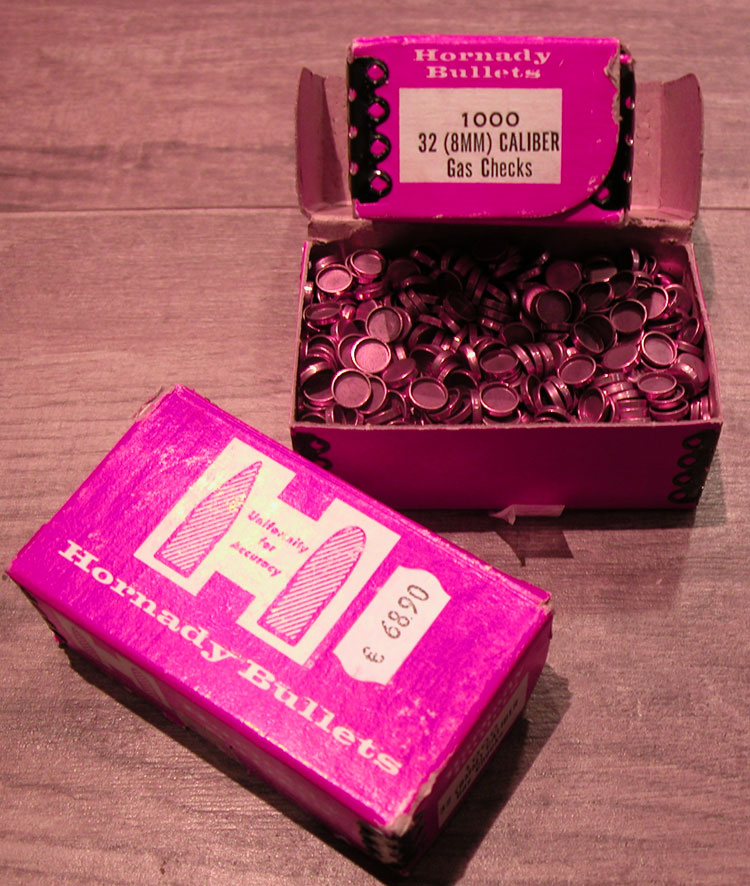 Hornady
Bullets
1000
32 (8MM) CALIBER
Gas Checks
Uniformity
for
Accuracy
Hornady Bullets
€ 68.90